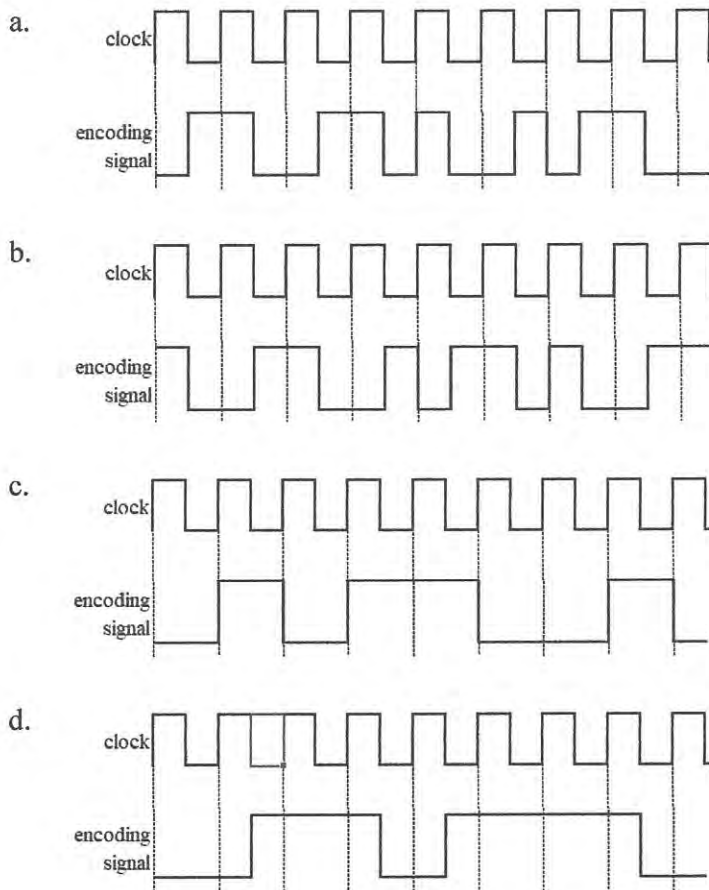 a.
clock
encoding
signal
b.
clock
encoding
signal
c.
clock
encoding
signal
d.
clock
encoding
signal